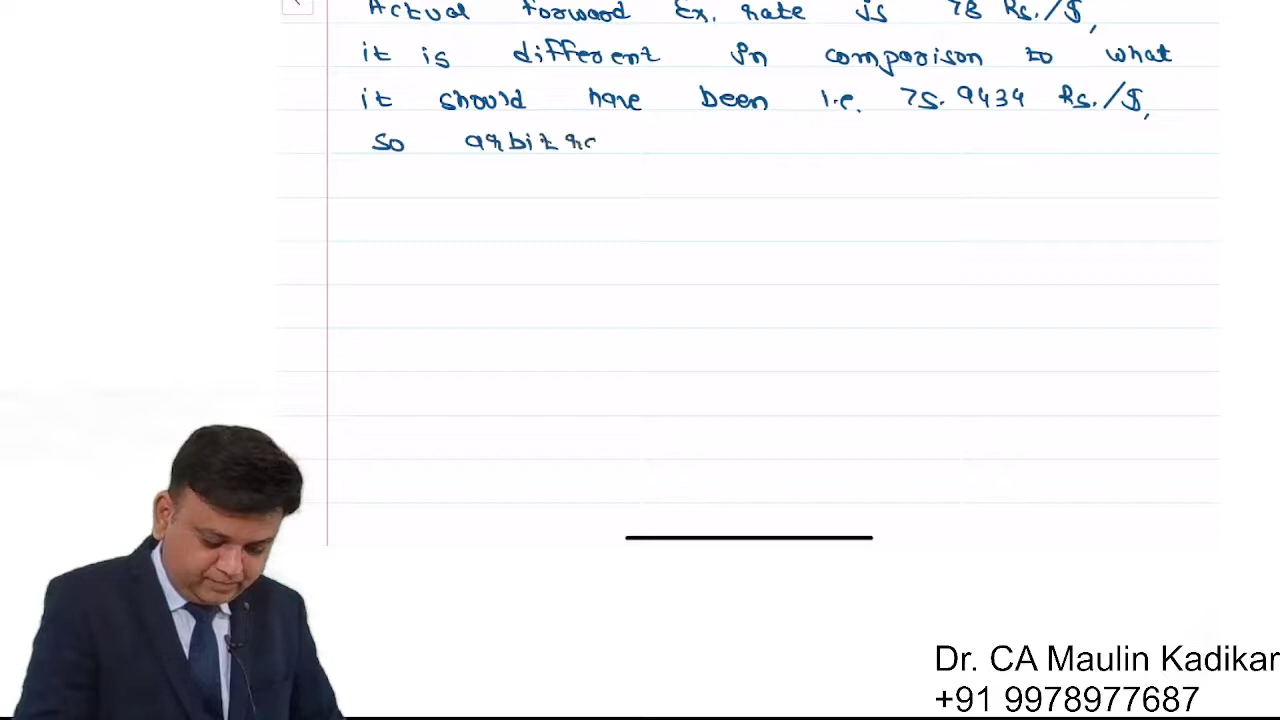 Actual forward Ex. rate is 78 Rs./$,
it is different in comparison to what
it should have been i.e. 75.9434 Rs./$,
so arbitra
Dr. CA Maulin Kadikar
+91 9978977687